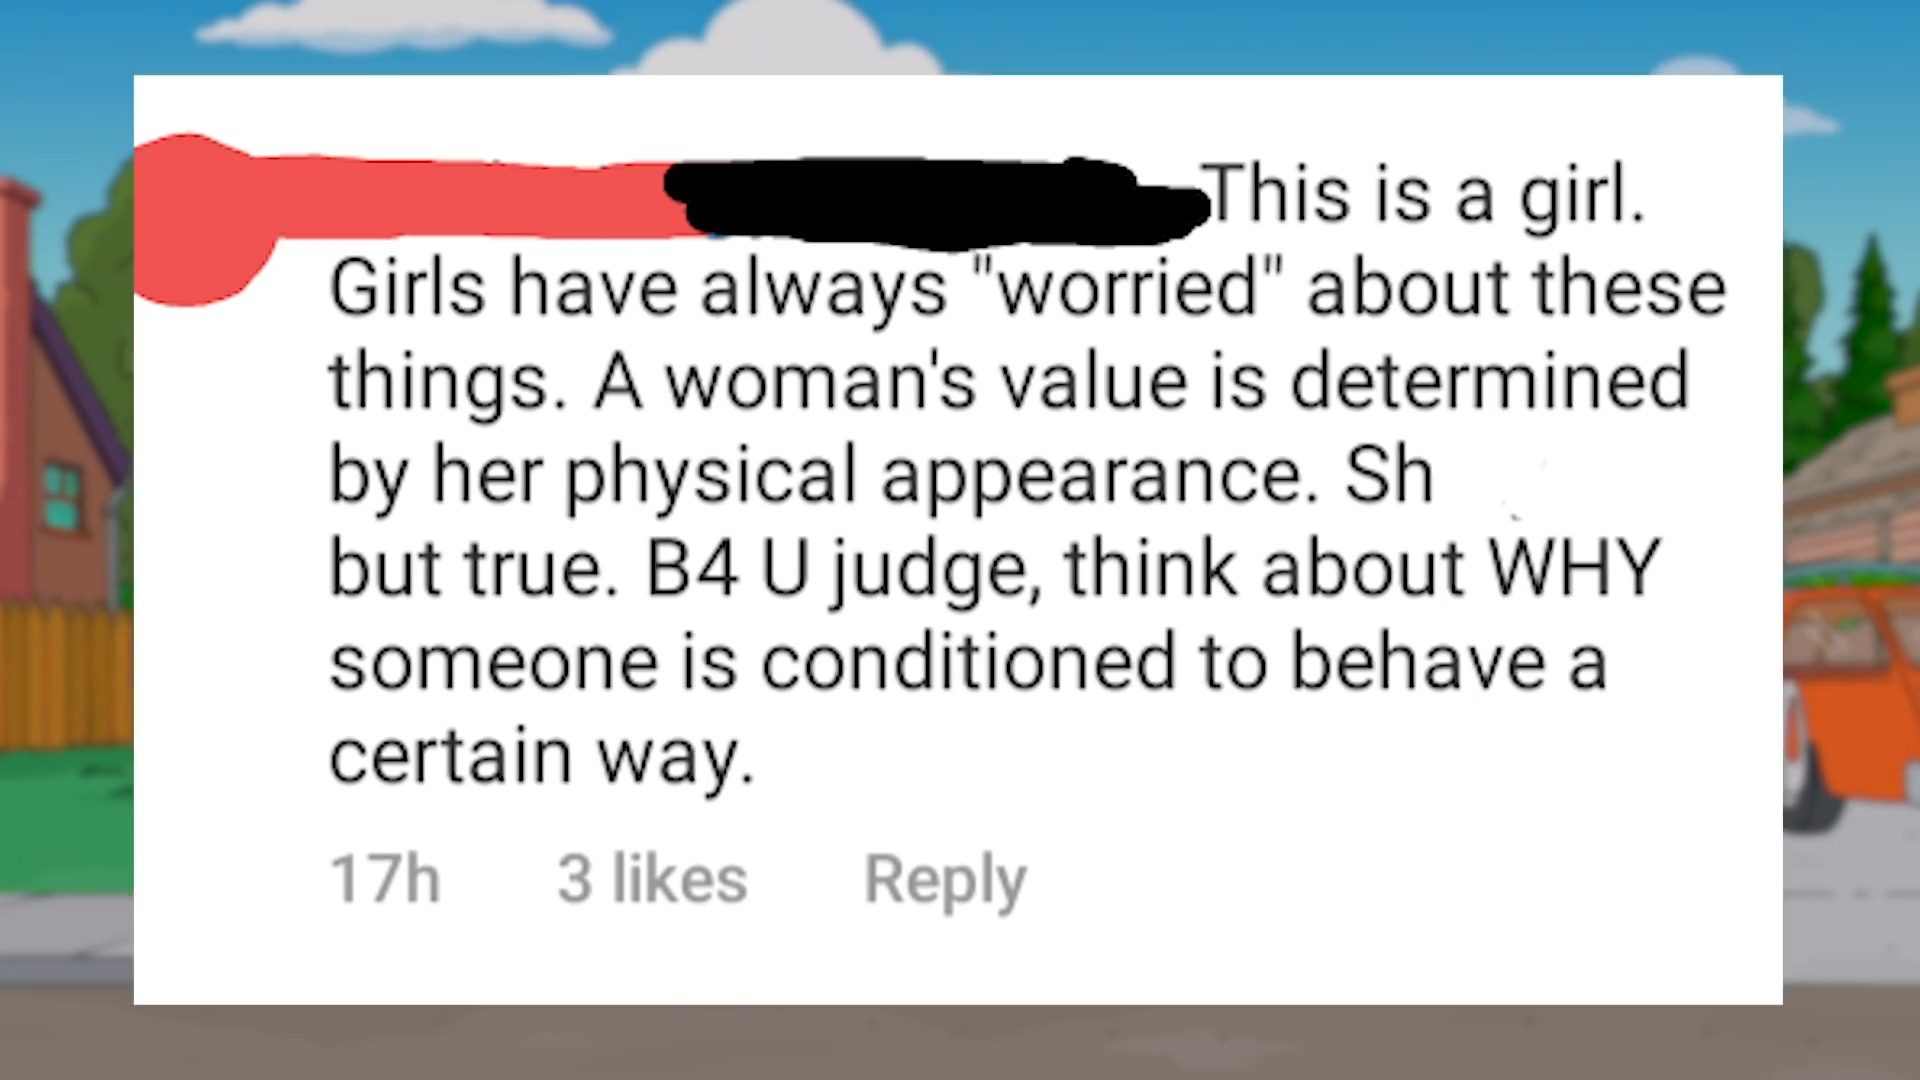 This is a girl.
Girls have always "worried" about these
things. A woman's value is determined
by her physical appearance. Sh
but true. B4 U judge, think about WHY
someone is conditioned to behave a
certain way.
17h 3 likes Reply